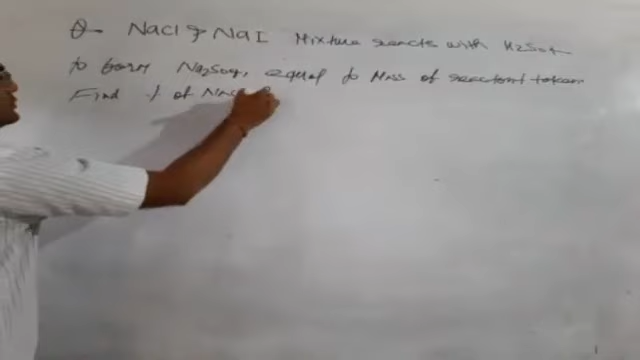 Q- NaCl & NaI Mixture reacts with H2SO4
to form Na2SO4, equal to Mass of reactant taken
Find % of NaCl